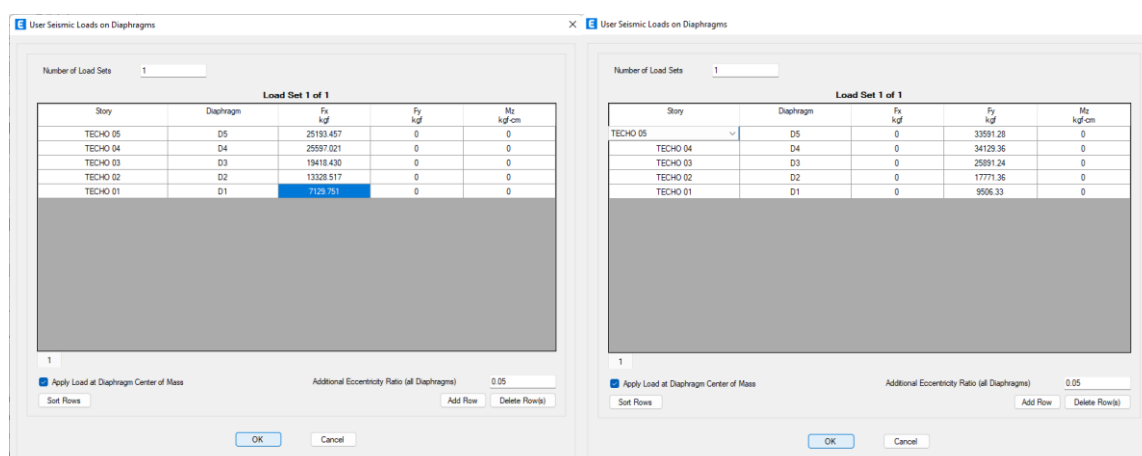 E User Seismic Loads on Diaphragms
Number of Load Sets 1
Load Set 1 of 1
Story Diaphragm Fx Fy Mz
kgf kgf kgf-cm
TECHO 05 D5 25193.457 0 0
TECHO 04 D4 25597.021 0 0
TECHO 03 D3 19418.430 0 0
TECHO 02 D2 13328.517 0 0
TECHO 01 D1 7129.751 0 0
1
Apply Load at Diaphragm Center of Mass Additional Eccentricity Ratio (all Diaphragms) 0.05
Sort Rows Add Row Delete Row(s)
OK Cancel
E User Seismic Loads on Diaphragms
Number of Load Sets 1
Load Set 1 of 1
Story Diaphragm Fx Fy Mz
kgf kgf kgf-cm
TECHO 05 D5 0 33591.28 0
TECHO 04 D4 0 34129.36 0
TECHO 03 D3 0 25891.24 0
TECHO 02 D2 0 17771.36 0
TECHO 01 D1 0 9506.33 0
1
Apply Load at Diaphragm Center of Mass Additional Eccentricity Ratio (all Diaphragms) 0.05
Sort Rows Add Row Delete Row(s)
OK Cancel